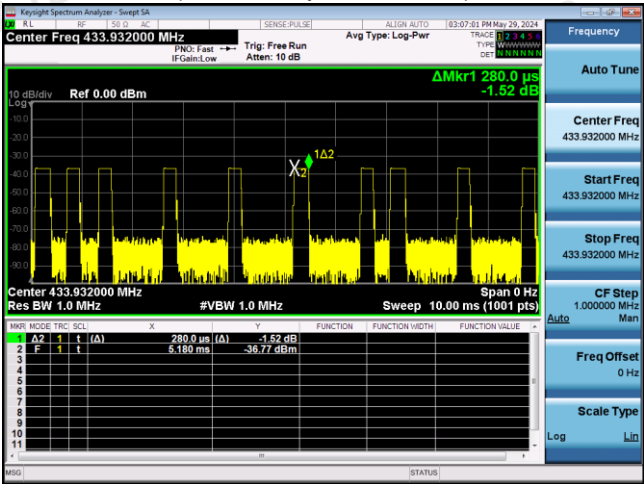 Keysight Spectrum Analyzer - Swept SA
RL RF 50 Ω AC SENSE:PULSE ALIGN AUTO 03:07:01 PM May 29, 2024
Center Freq 433.932000 MHz
PNO: Fast Trig: Free Run
IFGain:Low Atten: 10 dB
Avg Type: Log-Pwr
TRACE 1 2 3 4 5 6
TYPE WWWWWW
DET N N N N N N
Frequency
ΔMkr1 280.0 µs
-1.52 dB
10 dB/div Ref 0.00 dBm
Log
-10.0
-20.0
-30.0
-40.0
-50.0
-60.0
-70.0
-80.0
-90.0
X2
1Δ2
Center 433.932000 MHz Span 0 Hz
Res BW 1.0 MHz #VBW 1.0 MHz Sweep 10.00 ms (1001 pts)
MKR MODE TRC SCL X Y FUNCTION FUNCTION WIDTH FUNCTION VALUE
1 Δ2 1 t (Δ) 280.0 µs (Δ) -1.52 dB
2 F 1 t 5.180 ms -36.77 dBm
3
4
5
6
7
8
9
10
11
MSG STATUS
Auto Tune
Center Freq
433.932000 MHz
Start Freq
433.932000 MHz
Stop Freq
433.932000 MHz
CF Step
1.000000 MHz
Auto Man
Freq Offset
0 Hz
Scale Type
Log Lin